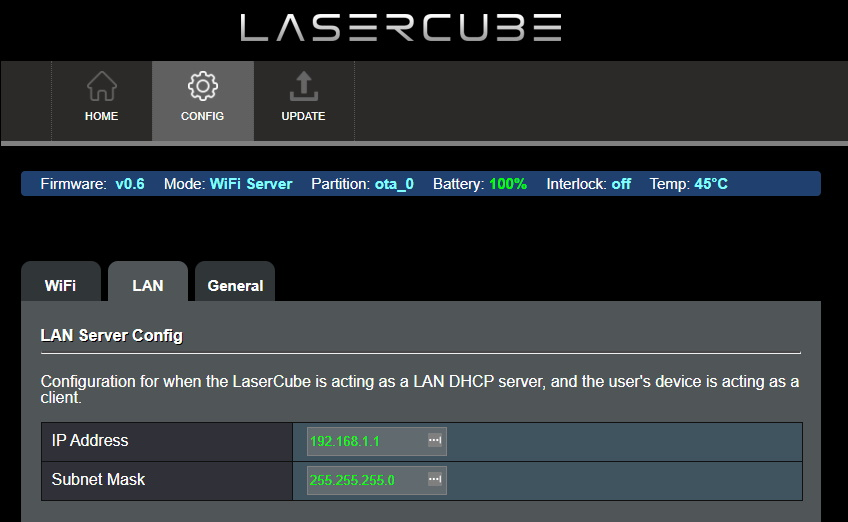 LASERCUBE
HOME CONFIG UPDATE
Firmware: v0.6 Mode: WiFi Server Partition: ota_0 Battery: 100% Interlock: off Temp: 45°C
WiFi LAN General
LAN Server Config
Configuration for when the LaserCube is acting as a LAN DHCP server, and the user's device is acting as a
client.
IP Address 192.168.1.1
Subnet Mask 255.255.255.0